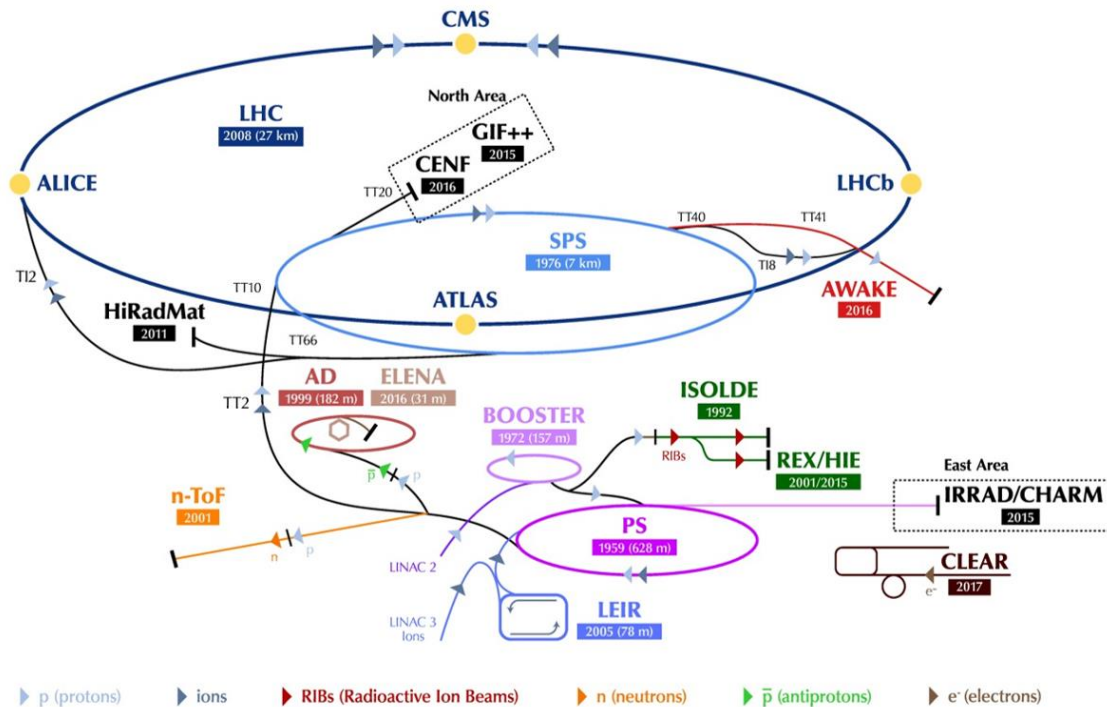 CMS
North Area
LHC
2008 (27 km)
GIF++
2015
CENF
2016
ALICE
TT20
LHCb
TT40
TT41
SPS
1976 (7 km)
TI8
TI2
TT10
ATLAS
AWAKE
2016
HiRadMat
2011
TT66
AD
1999 (182 m)
ELENA
2016 (31 m)
TT2
ISOLDE
1992
BOOSTER
1972 (157 m)
RIBs
REX/HIE
2001/2015
East Area
p̅
p
n-ToF
2001
IRRAD/CHARM
2015
PS
1959 (628 m)
n
p
LINAC 2
CLEAR
2017
e-
LINAC 3
Ions
LEIR
2005 (78 m)
p (protons)
ions
RIBs (Radioactive Ion Beams)
n (neutrons)
p̅ (antiprotons)
e- (electrons)